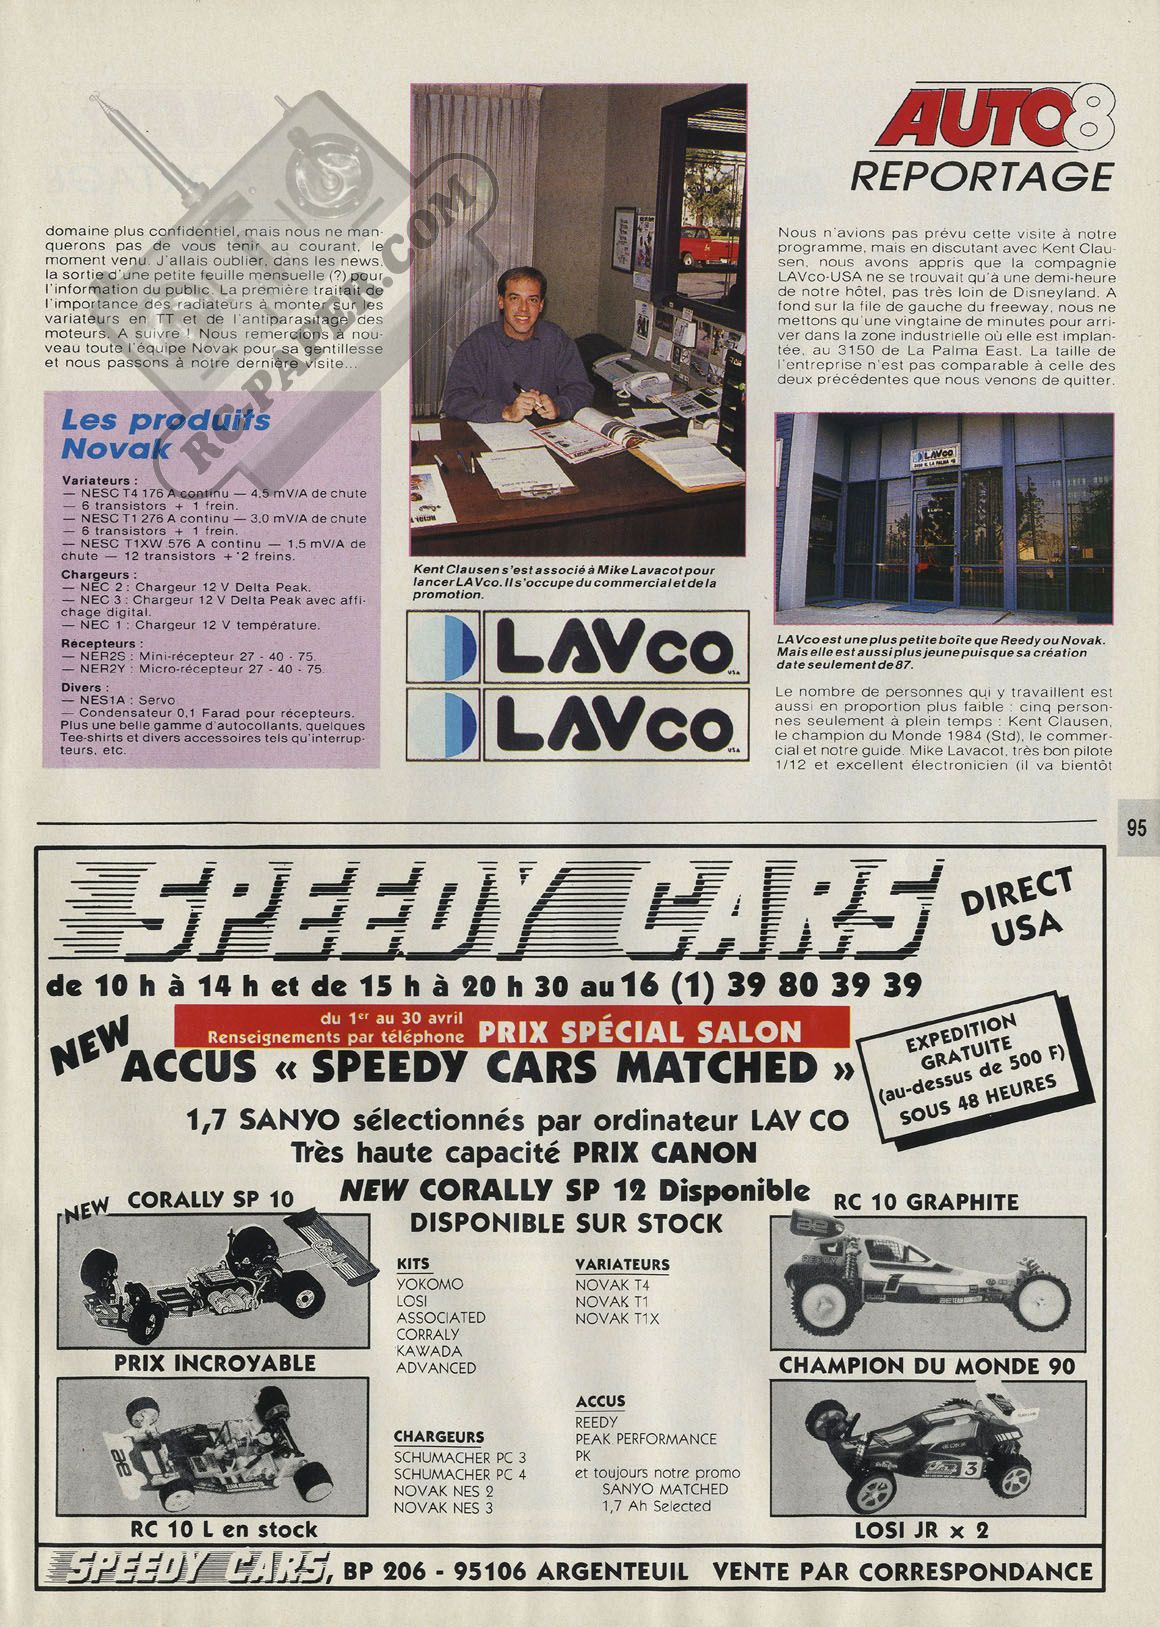 AUTO8
REPORTAGE
domaine plus confidentiel, mais nous ne man-
querons pas de vous tenir au courant, le
moment venu. J'allais oublier, dans les news,
la sortie d'une petite feuille mensuelle (?) pour
l'information du public. La première traitait de
l'importance des radiateurs à monter sur les
variateurs en TT et de l'antiparasitage des
moteurs. A suivre ! Nous remercions à nou-
veau toute l'équipe Novak pour sa gentillesse
et nous passons à notre dernière visite...
RC-PAPER.COM
Les produits
Novak
Variateurs :
— NESC T4 176 A continu — 4,5 mV/A de chute
— 6 transistors + 1 frein.
— NESC T1 276 A continu — 3,0 mV/A de chute
— 6 transistors + 1 frein.
— NESC T1XW 576 A continu — 1,5 mV/A de
chute — 12 transistors + 2 freins.
Chargeurs :
— NEC 2 : Chargeur 12 V Delta Peak.
— NEC 3 : Chargeur 12 V Delta Peak avec affi-
chage digital.
— NEC 1 : Chargeur 12 V température.
Récepteurs :
— NER2S : Mini-récepteur 27 - 40 - 75.
— NER2Y : Micro-récepteur 27 - 40 - 75.
Divers :
— NES1A : Servo
— Condensateur 0,1 Farad pour récepteurs.
Plus une belle gamme d'autocollants, quelques
Tee-shirts et divers accessoires tels qu'interrup-
teurs, etc.
Kent Clausen s'est associé à Mike Lavacot pour
lancer LAVco. Il s'occupe du commercial et de la
promotion.
LAVco USA
LAVco USA
Nous n'avions pas prévu cette visite à notre
programme, mais en discutant avec Kent Clau-
sen, nous avons appris que la compagnie
LAVco-USA ne se trouvait qu'à une demi-heure
de notre hôtel, pas très loin de Disneyland. A
fond sur la file de gauche du freeway, nous ne
mettons qu'une vingtaine de minutes pour arri-
ver dans la zone industrielle où elle est implan-
tée, au 3150 de La Palma East. La taille de
l'entreprise n'est pas comparable à celle des
deux précédentes que nous venons de quitter.
LAVco
LAVco est une plus petite boîte que Reedy ou Novak.
Mais elle est aussi plus jeune puisque sa création
date seulement de 87.
Le nombre de personnes qui y travaillent est
aussi en proportion plus faible : cinq person-
nes seulement à plein temps : Kent Clausen,
le champion du Monde 1984 (Std), le commer-
cial et notre guide. Mike Lavacot, très bon pilote
1/12 et excellent électronicien (il va bientôt
95
SPEEDY CARS
DIRECT
USA
de 10 h à 14 h et de 15 h à 20 h 30 au 16 (1) 39 80 39 39
du 1er au 30 avril
Renseignements par téléphone PRIX SPÉCIAL SALON
NEW
ACCUS « SPEEDY CARS MATCHED »
EXPEDITION
GRATUITE
(au-dessus de 500 F)
SOUS 48 HEURES
1,7 SANYO sélectionnés par ordinateur LAV CO
Très haute capacité PRIX CANON
NEW CORALLY SP 12 Disponible
DISPONIBLE SUR STOCK
NEW CORALLY SP 10
PRIX INCROYABLE
RC 10 L en stock
KITS
YOKOMO
LOSI
ASSOCIATED
CORRALY
KAWADA
ADVANCED
CHARGEURS
SCHUMACHER PC 3
SCHUMACHER PC 4
NOVAK NES 2
NOVAK NES 3
VARIATEURS
NOVAK T4
NOVAK T1
NOVAK T1X
ACCUS
REEDY
PEAK PERFORMANCE
PK
et toujours notre promo
SANYO MATCHED
1,7 Ah Selected
RC 10 GRAPHITE
CHAMPION DU MONDE 90
3
LOSI JR x 2
SPEEDY CARS, BP 206 - 95106 ARGENTEUIL VENTE PAR CORRESPONDANCE